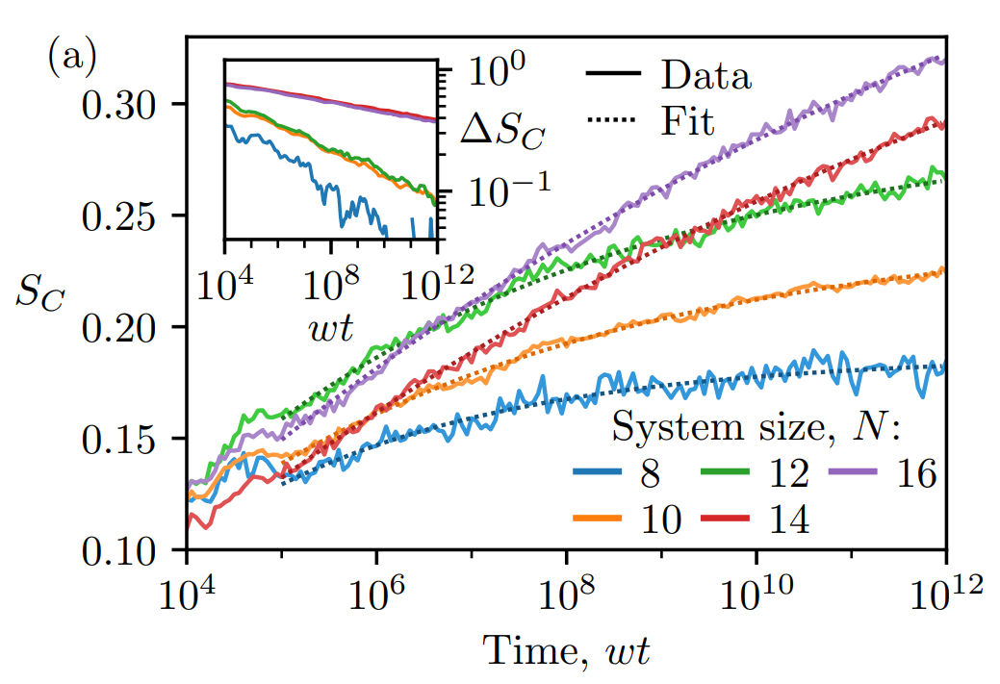 (a)
S_C
0.30
0.25
0.20
0.15
0.10
10^4
10^6
10^8
10^10
10^12
Time, wt
10^0
ΔS_C
10^−1
10^4
10^8
10^12
wt
Data
Fit
System size, N:
8 12 16
10 14